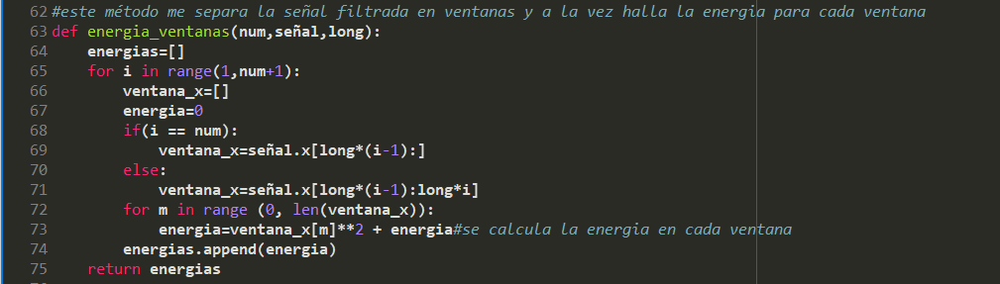 62 #este método me separa la señal filtrada en ventanas y a la vez halla la energia para cada ventana
63 def energia_ventanas(num,señal,long):
64     energias=[]
65     for i in range(1,num+1):
66         ventana_x=[]
67         energia=0
68         if(i == num):
69             ventana_x=señal.x[long*(i-1):]
70         else:
71             ventana_x=señal.x[long*(i-1):long*i]
72         for m in range (0, len(ventana_x)):
73             energia=ventana_x[m]**2 + energia#se calcula la energia en cada ventana
74         energias.append(energia)
75     return energias